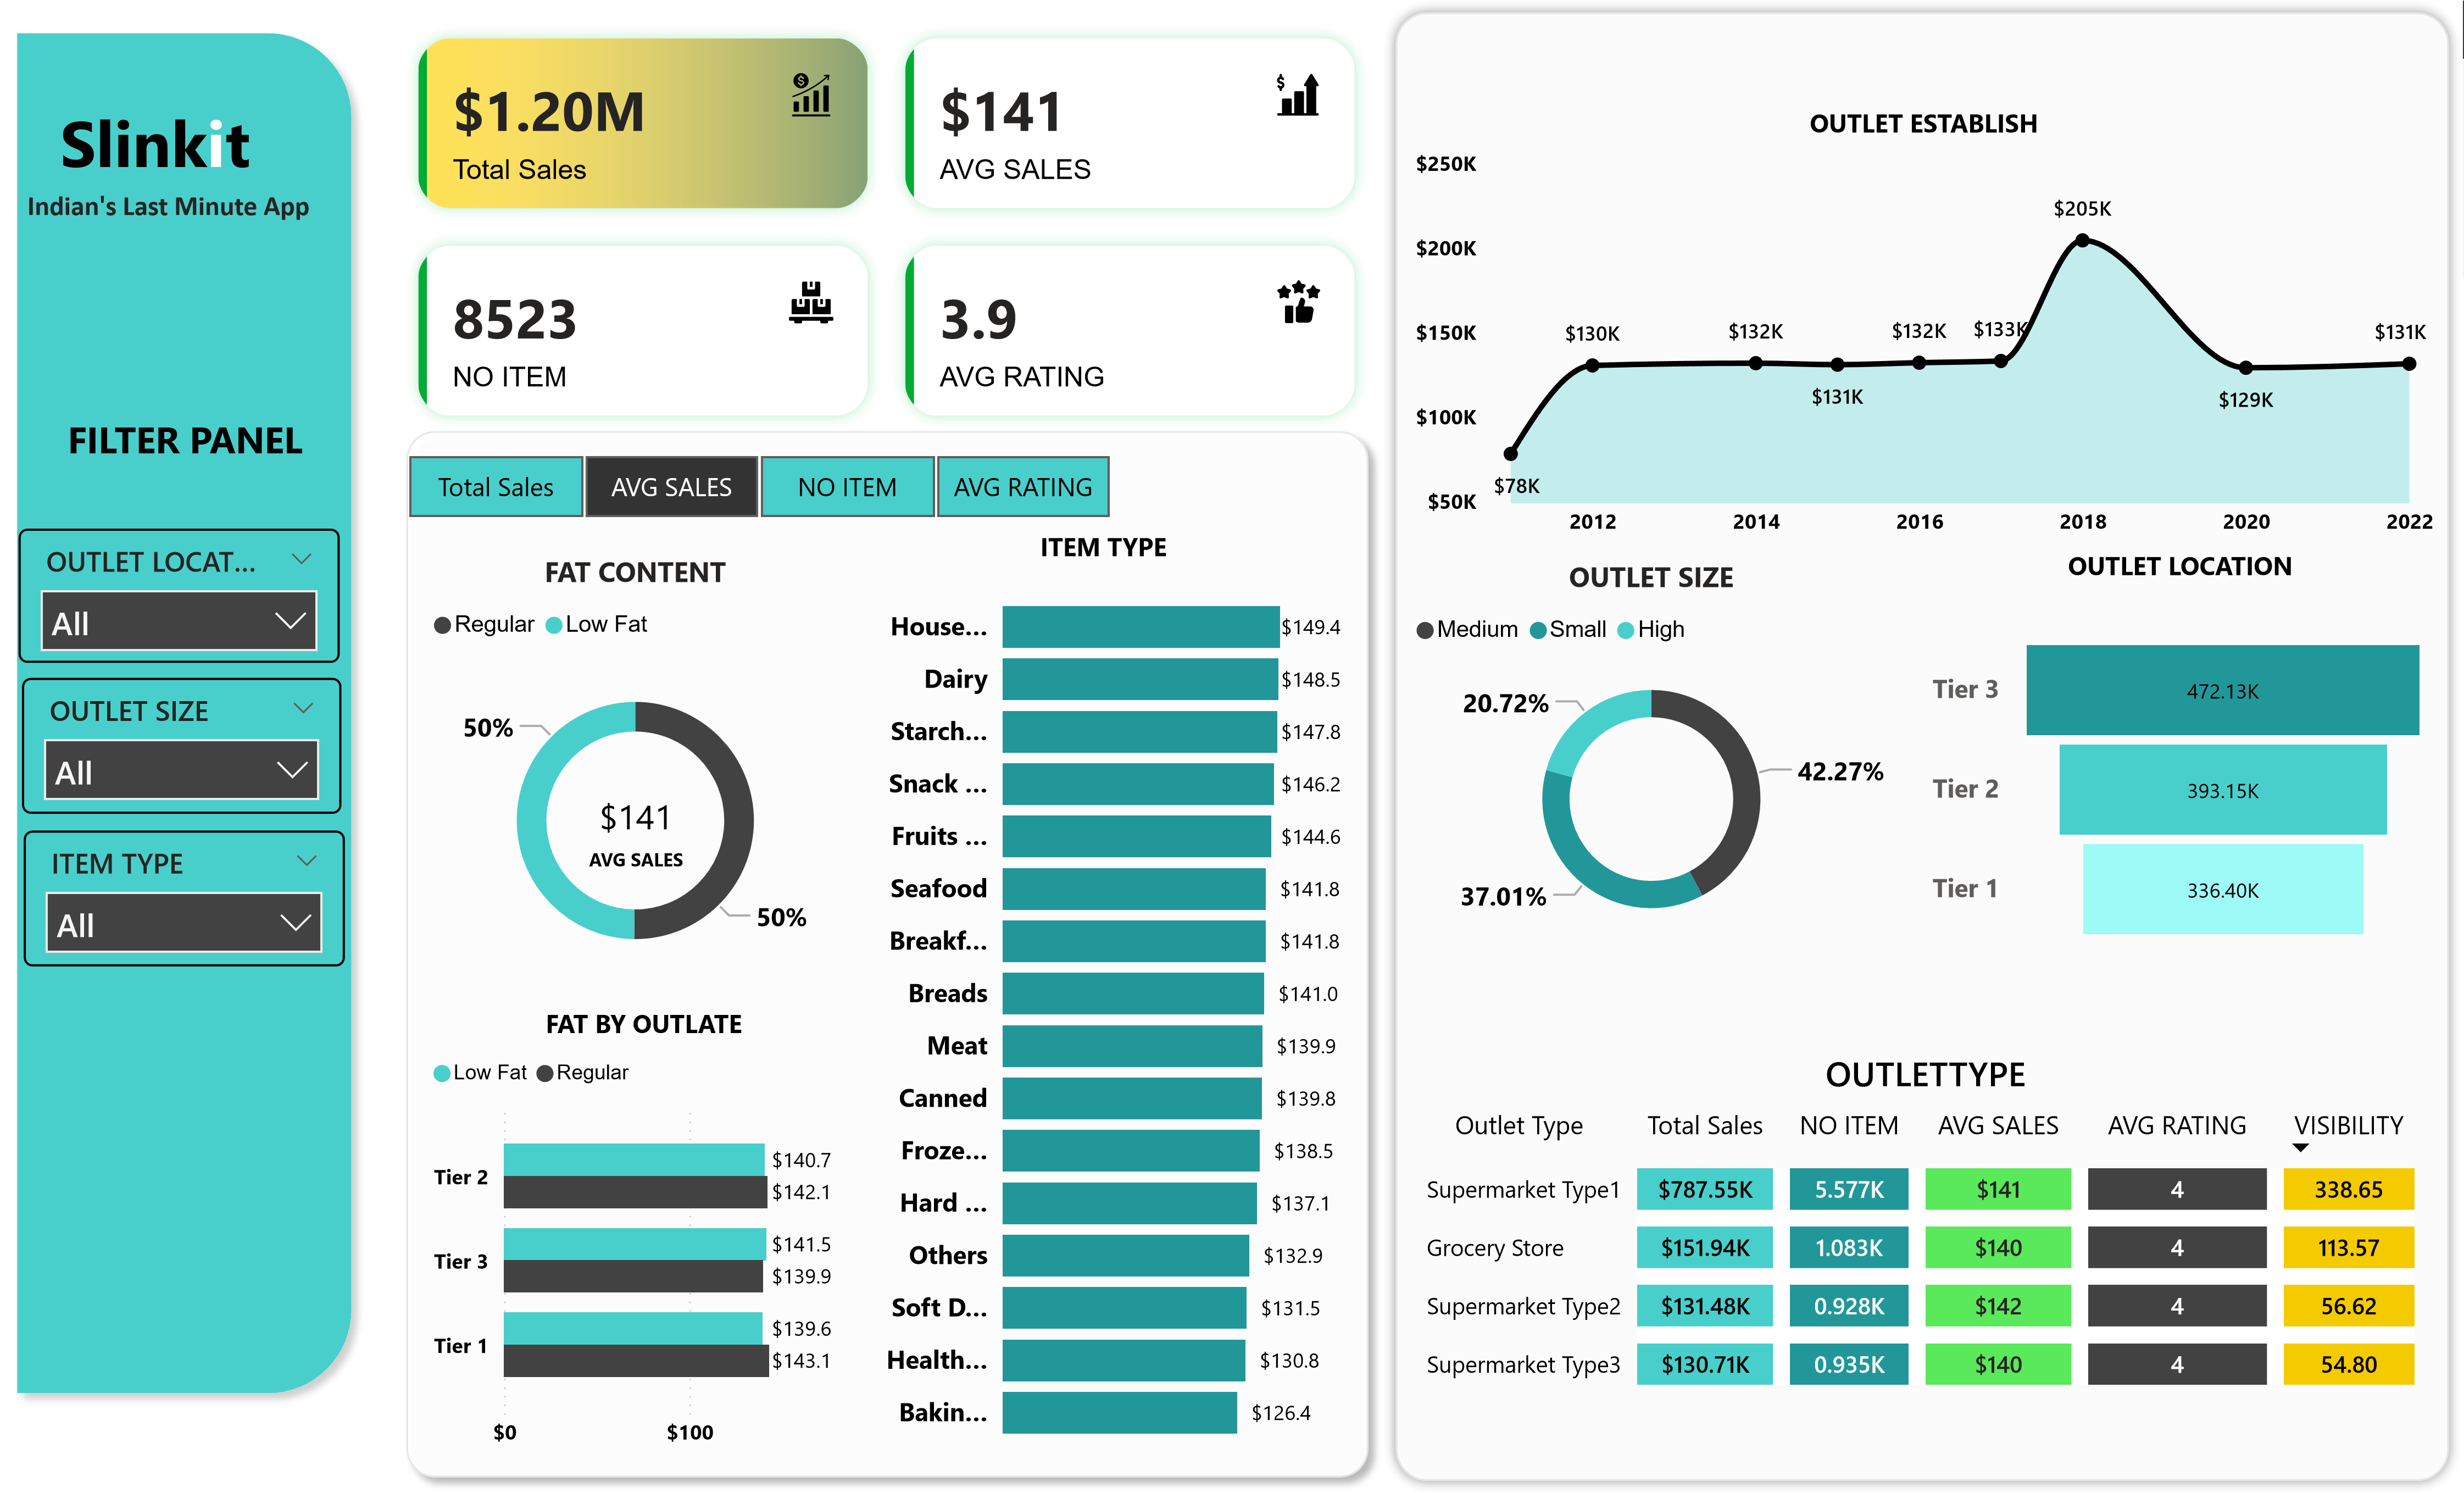 Slinkit
Indian's Last Minute App
FILTER PANEL
OUTLET LOCAT...
All
OUTLET SIZE
All
ITEM TYPE
All
$1.20M
Total Sales
$141
AVG SALES
8523
NO ITEM
3.9
AVG RATING
Total Sales AVG SALES NO ITEM AVG RATING
FAT CONTENT
Regular Low Fat
50%
$141
AVG SALES
50%
FAT BY OUTLATE
Low Fat Regular
Tier 2 $140.7
$142.1
Tier 3 $141.5
$139.9
Tier 1 $139.6
$143.1
$0 $100
ITEM TYPE
House... $149.4
Dairy $148.5
Starch... $147.8
Snack ... $146.2
Fruits ... $144.6
Seafood $141.8
Breakf... $141.8
Breads $141.0
Meat $139.9
Canned $139.8
Froze... $138.5
Hard ... $137.1
Others $132.9
Soft D... $131.5
Health... $130.8
Bakin... $126.4
OUTLET ESTABLISH
$250K
$200K
$150K
$100K
$50K
$78K
$130K
$132K
$131K
$132K
$133K
$205K
$129K
$131K
2012 2014 2016 2018 2020 2022
OUTLET SIZE
Medium Small High
20.72%
42.27%
37.01%
OUTLET LOCATION
Tier 3 472.13K
Tier 2 393.15K
Tier 1 336.40K
OUTLETTYPE
Outlet Type Total Sales NO ITEM AVG SALES AVG RATING VISIBILITY
Supermarket Type1 $787.55K 5.577K $141 4 338.65
Grocery Store $151.94K 1.083K $140 4 113.57
Supermarket Type2 $131.48K 0.928K $142 4 56.62
Supermarket Type3 $130.71K 0.935K $140 4 54.80